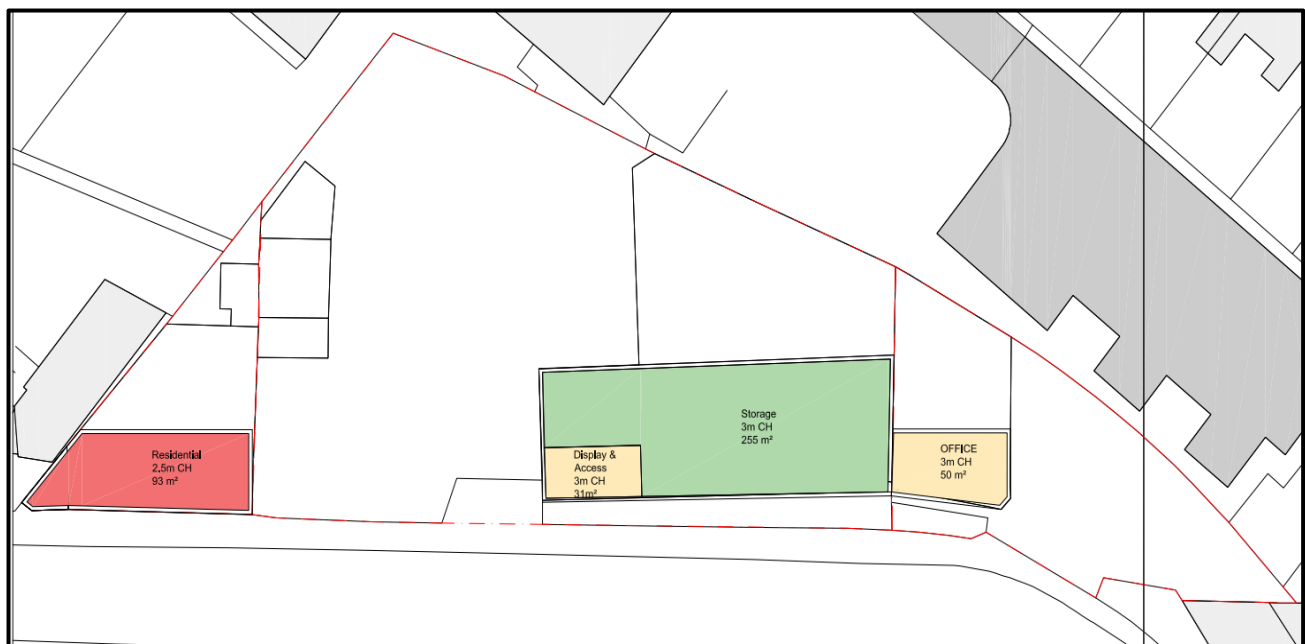 Residential
2.5m CH
93 m²
Display &
Access
3m CH
31m²
Storage
3m CH
255 m²
OFFICE
3m CH
50 m²